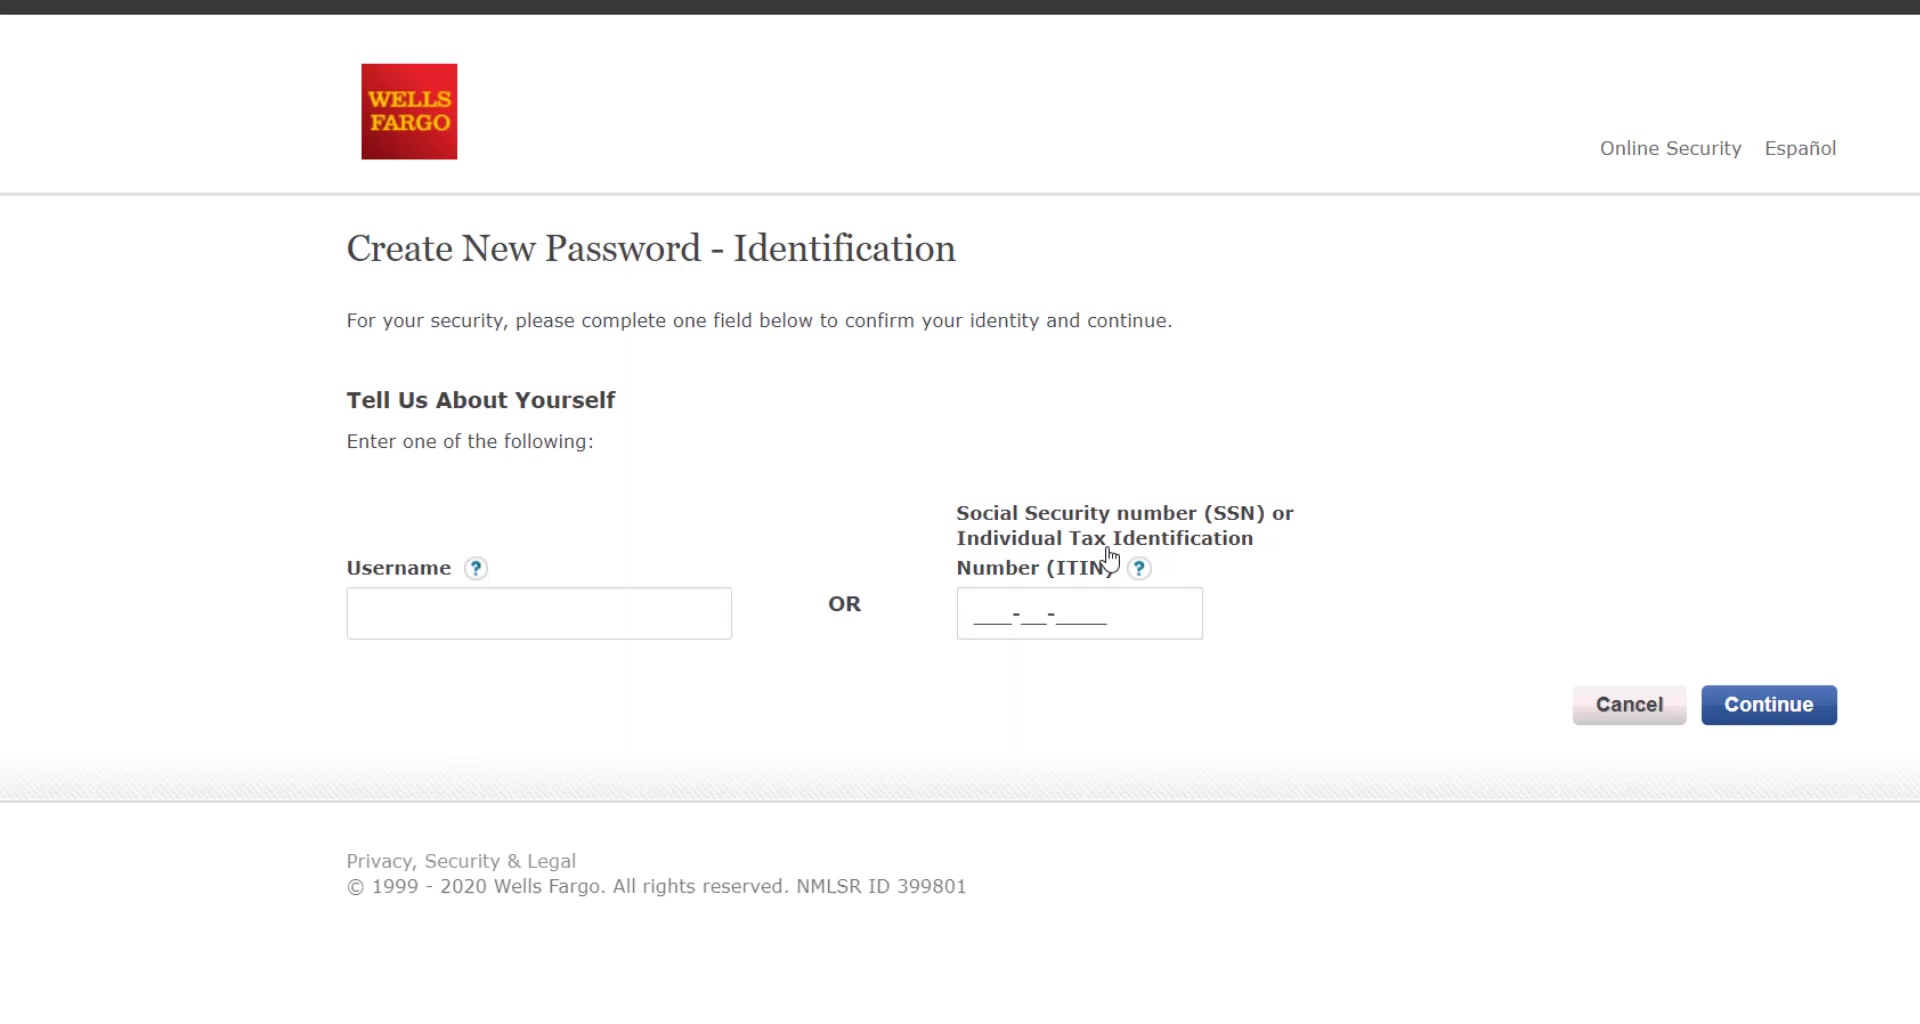 WELLS
FARGO
Online Security Español
Create New Password - Identification
For your security, please complete one field below to confirm your identity and continue.
Tell Us About Yourself
Enter one of the following:
Social Security number (SSN) or
Individual Tax Identification
Number (ITIN) ?
Username ?
OR
___-__-____
Cancel Continue
Privacy, Security & Legal
© 1999 - 2020 Wells Fargo. All rights reserved. NMLSR ID 399801